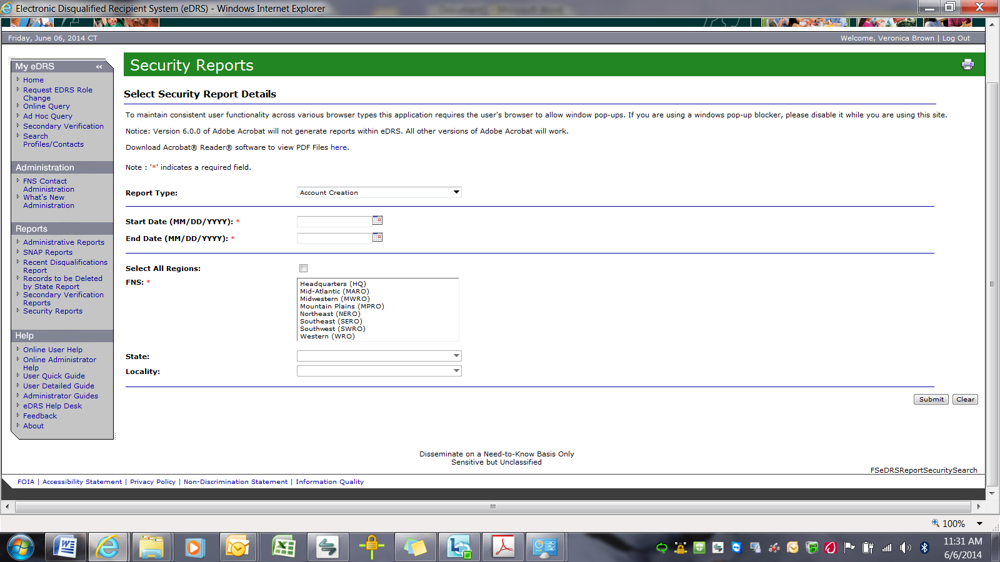 Electronic Disqualified Recipient System (eDRS) - Windows Internet Explorer
Friday, June 06, 2014 CT
Welcome, Veronica Brown | Log Out
My eDRS «
Home
Request EDRS Role
Change
Online Query
Ad Hoc Query
Secondary Verification
Search
Profiles/Contacts
Administration
FNS Contact
Administration
What's New
Administration
Reports
Administrative Reports
SNAP Reports
Recent Disqualifications
Report
Records to be Deleted
by State Report
Secondary Verification
Reports
Security Reports
Help
Online User Help
Online Administrator
Help
User Quick Guide
User Detailed Guide
Administrator Guides
eDRS Help Desk
Feedback
About
Security Reports
Select Security Report Details
To maintain consistent user functionality across various browser types this application requires the user's browser to allow window pop-ups. If you are using a windows pop-up blocker, please disable it while you are using this site.
Notice: Version 6.0.0 of Adobe Acrobat will not generate reports within eDRS. All other versions of Adobe Acrobat will work.
Download Acrobat® Reader® software to view PDF Files here.
Note : '*' indicates a required field.
Report Type: Account Creation
Start Date (MM/DD/YYYY): *
End Date (MM/DD/YYYY): *
Select All Regions:
FNS: *
Headquarters (HQ)
Mid-Atlantic (MARO)
Midwestern (MWRO)
Mountain Plains (MPRO)
Northeast (NERO)
Southeast (SERO)
Southwest (SWRO)
Western (WRO)
State:
Locality:
Submit Clear
Disseminate on a Need-to-Know Basis Only
Sensitive but Unclassified
FSeDRSReportSecuritySearch
FOIA | Accessibility Statement | Privacy Policy | Non-Discrimination Statement | Information Quality
100%
11:31 AM
6/6/2014